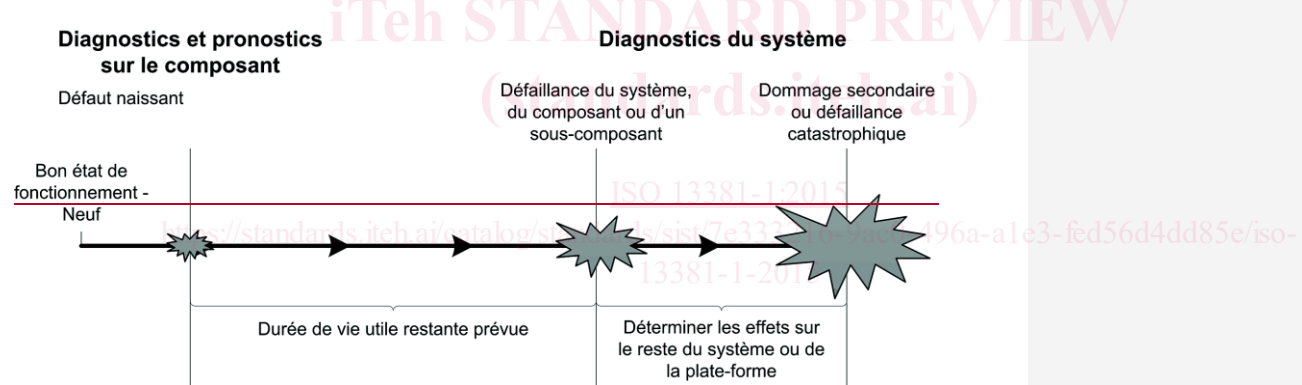 iTeh STANDARD PREVIEW
(standards.iteh.ai)
Diagnostics et pronostics
sur le composant
Diagnostics du système
Défaut naissant
Défaillance du système,
du composant ou d'un
sous-composant
Dommage secondaire
ou défaillance
catastrophique
Bon état de
fonctionnement -
Neuf
ISO 13381-1:2015
13381-1-2015
Durée de vie utile restante prévue
Déterminer les effets sur
le reste du système ou de
la plate-forme